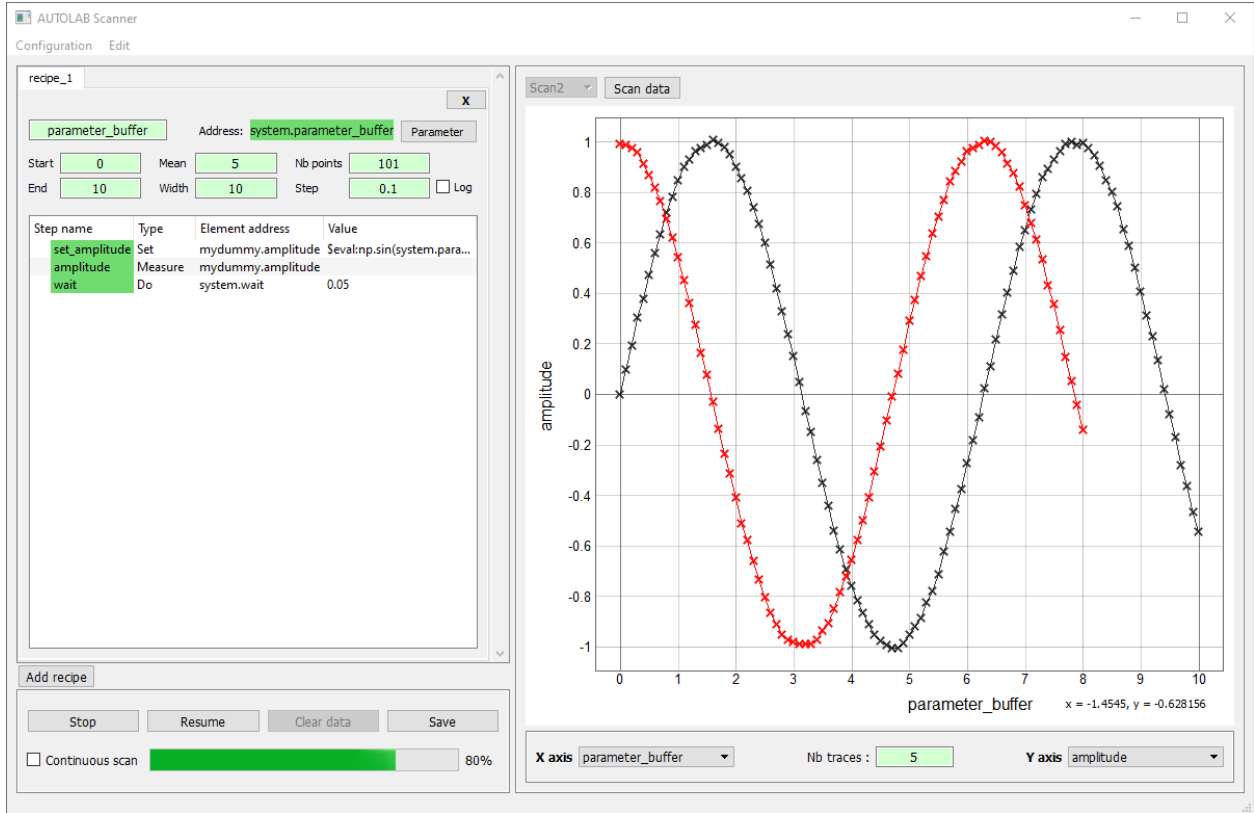 AUTOLAB Scanner
Configuration Edit
recipe_1
X
parameter_buffer Address: system.parameter_buffer Parameter
Start 0 Mean 5 Nb points 101
End 10 Width 10 Step 0.1 Log
Step name Type Element address Value
set_amplitude Set mydummy.amplitude $eval:np.sin(system.para...
amplitude Measure mydummy.amplitude
wait Do system.wait 0.05
Add recipe
Stop Resume Clear data Save
Continuous scan 80%
Scan2 Scan data
1
0.8
0.6
0.4
0.2
0
-0.2
-0.4
-0.6
-0.8
-1
amplitude
0 1 2 3 4 5 6 7 8 9 10
parameter_buffer x = -1.4545, y = -0.628156
X axis parameter_buffer Nb traces : 5 Y axis amplitude